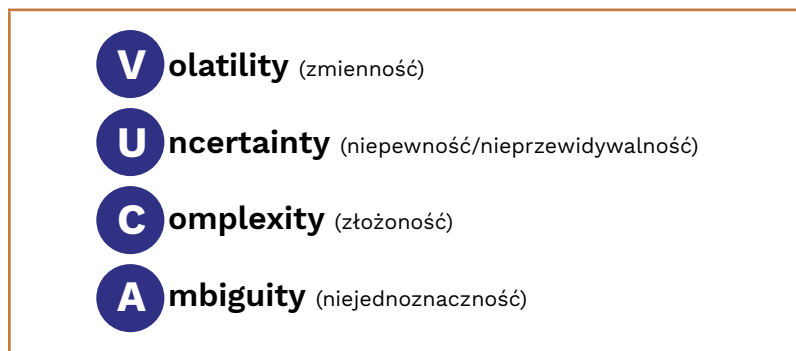 Volatility (zmienność)
Uncertainty (niepewność/nieprzewidywalność)
Complexity (złożoność)
Ambiguity (niejednoznaczność)